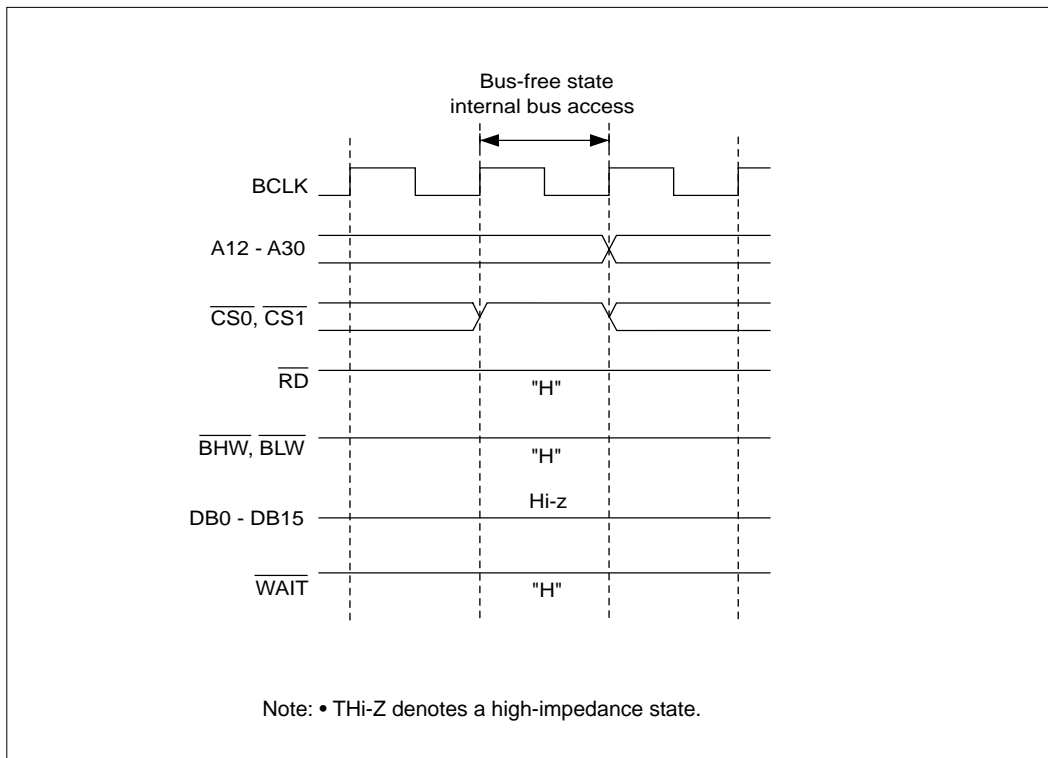 Bus-free state
internal bus access
BCLK
A12 - A30
CS0, CS1
RD
"H"
BHW, BLW
"H"
Hi-z
DB0 - DB15
WAIT
"H"
Note: • THi-Z denotes a high-impedance state.